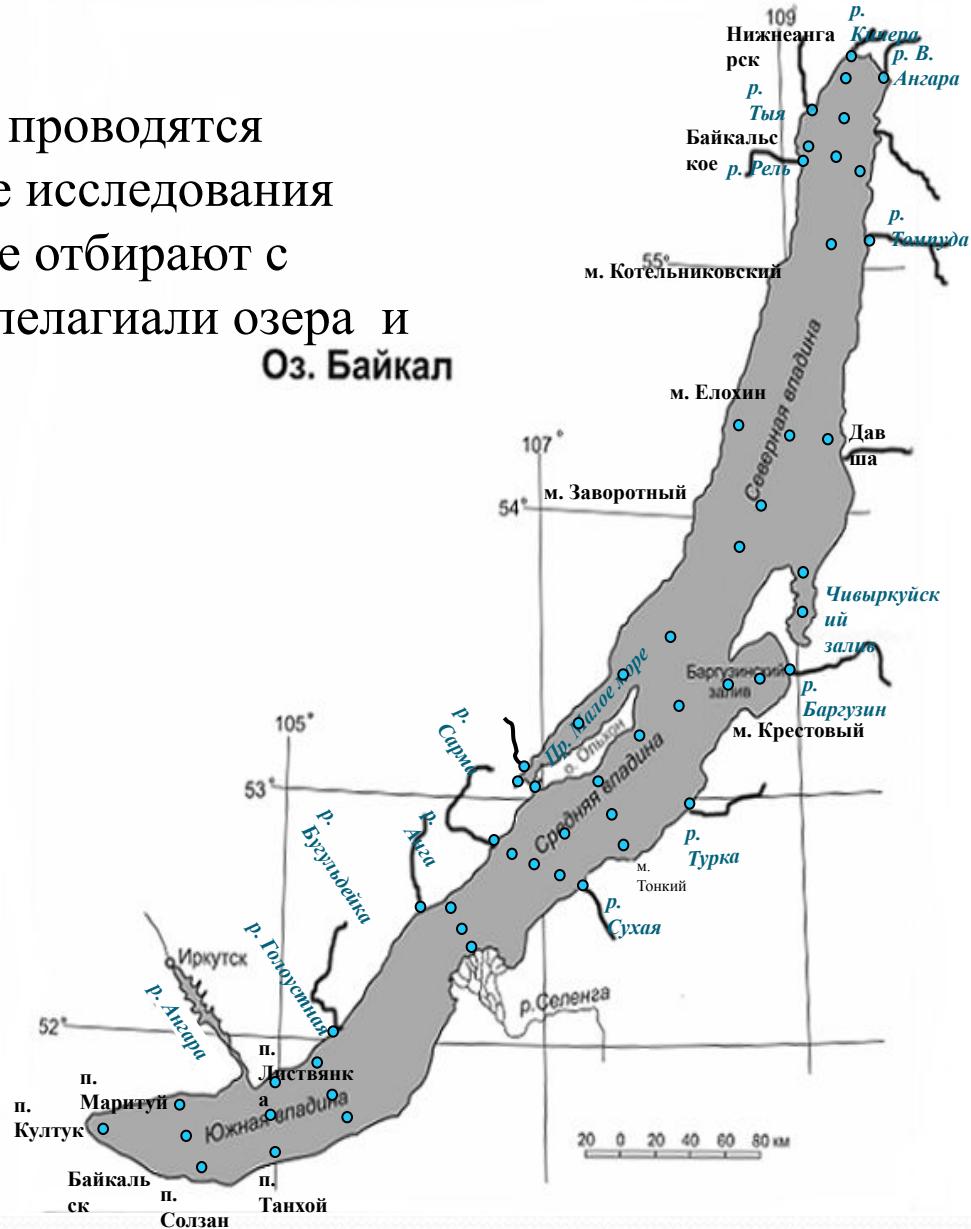 проводятся
е исследования
е отбирают с
пелагиали озера и
Оз. Байкал
109
р.
Кичера
Нижнеанга
рск
р. В.
Ангара
р.
Тыя
Байкальс
кое
р. Рель
р.
Томпуда
55°
м. Котельниковский
Северная впадина
м. Елохин
Дав
ша
107°
м. Заворотный
54°
Чивыркуйск
ий
залив
Баргузинский
залив
р.
Баргузин
м. Крестовый
Пр. Малое море
о. Ольхон
р.
Сарма
105°
53°
Средняя впадина
р.
Анга
р.
Бугульдейка
р.
Турка
м.
Тонкий
р.
Сухая
р. Голоустная
Иркутск
р. Ангара
р.Селенга
52°
п.
Листвянк
а
п.
Маритуй
п.
Култук
Южная впадина
20 0 20 40 60 80 км
Байкаль
ск
п.
Солзан
п.
Танхой